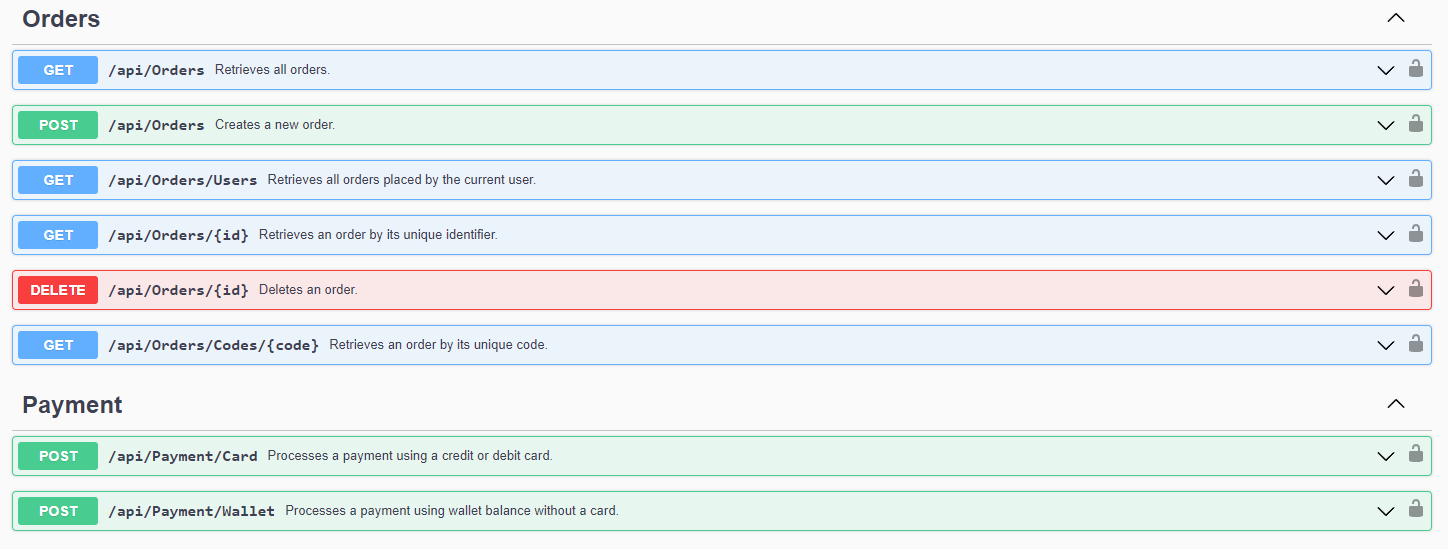 Orders
GET /api/Orders Retrieves all orders.
POST /api/Orders Creates a new order.
GET /api/Orders/Users Retrieves all orders placed by the current user.
GET /api/Orders/{id} Retrieves an order by its unique identifier.
DELETE /api/Orders/{id} Deletes an order.
GET /api/Orders/Codes/{code} Retrieves an order by its unique code.
Payment
POST /api/Payment/Card Processes a payment using a credit or debit card.
POST /api/Payment/Wallet Processes a payment using wallet balance without a card.